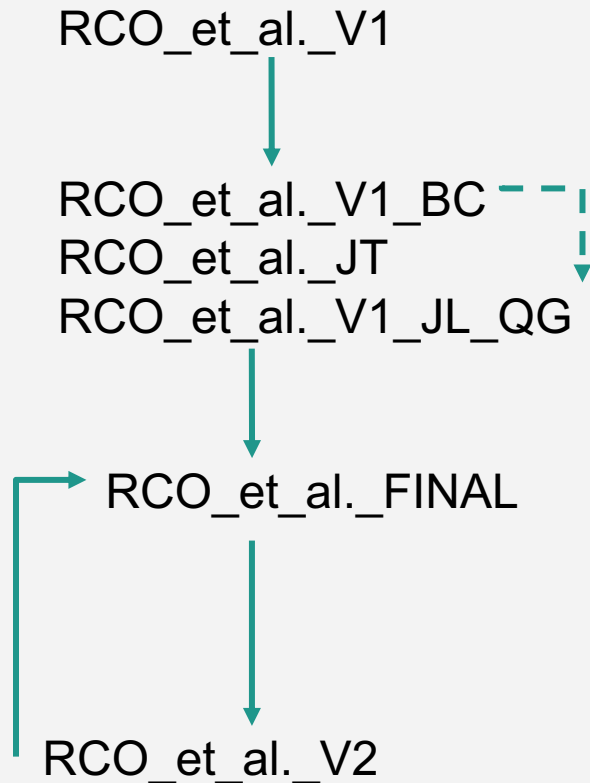 RCO_et_al._V1
RCO_et_al._V1_BC
RCO_et_al._JT
RCO_et_al._V1_JL_QG
RCO_et_al._FINAL
RCO_et_al._V2